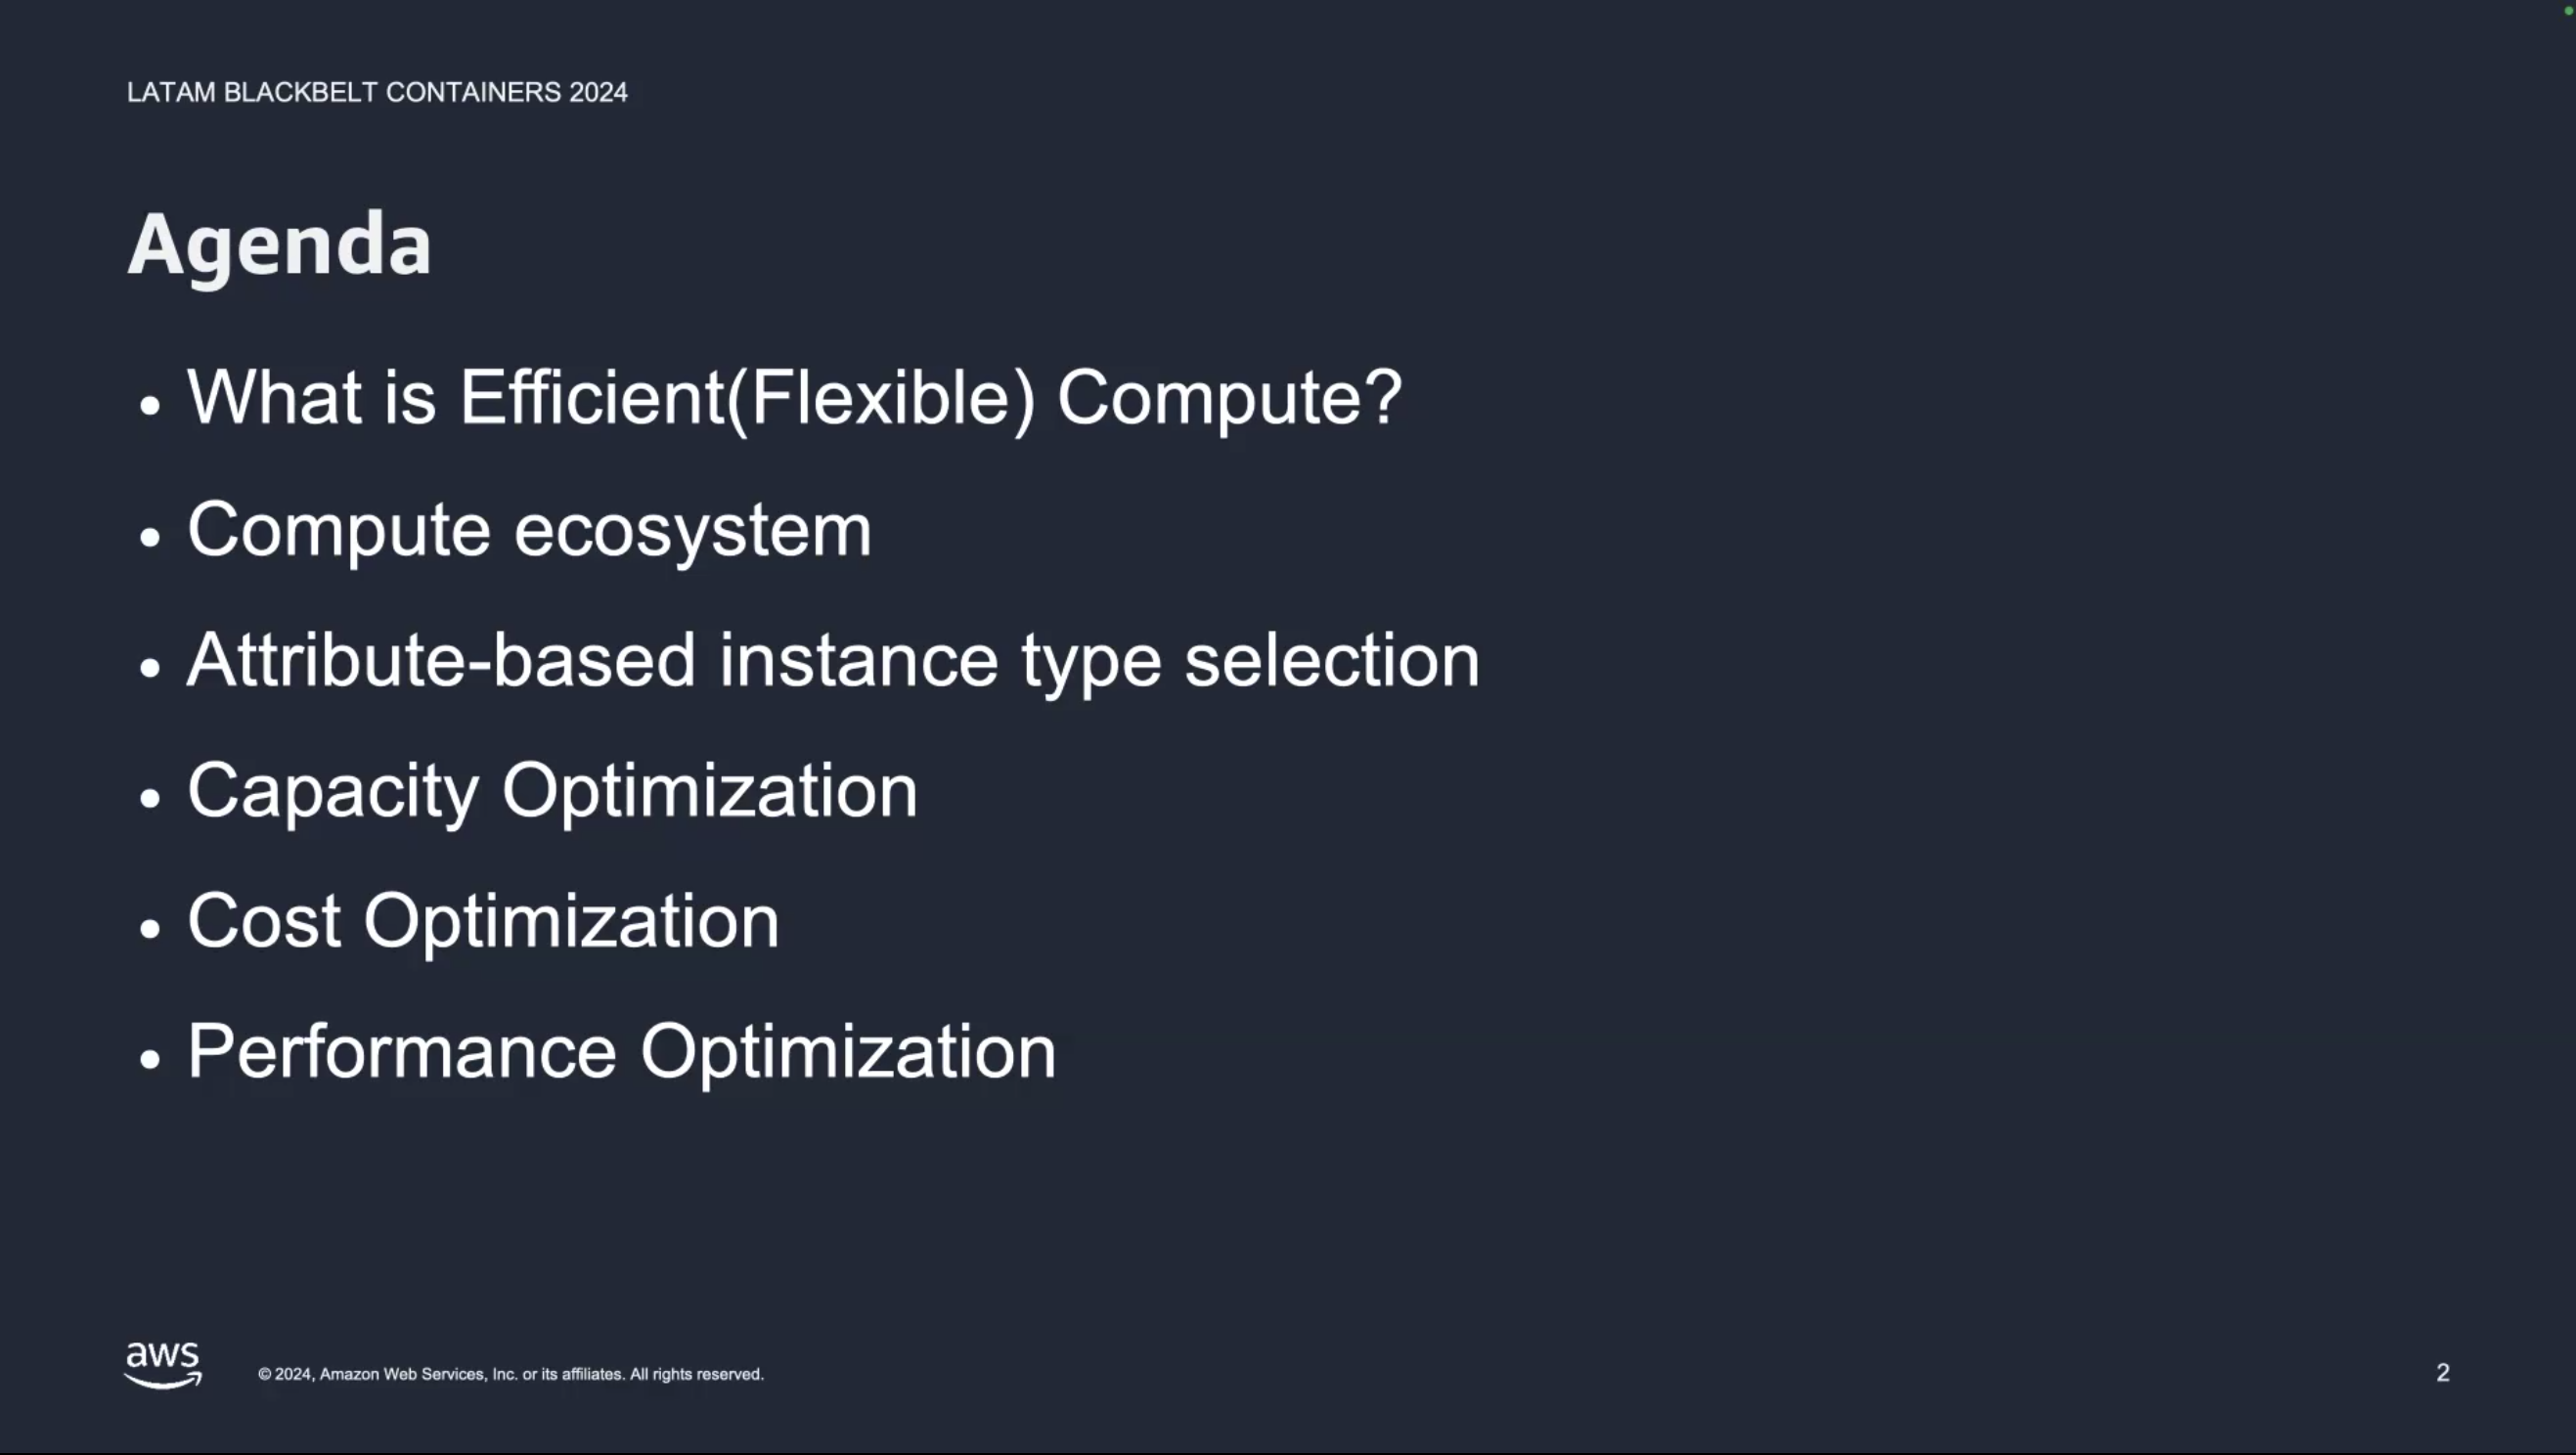 LATAM BLACKBELT CONTAINERS 2024
Agenda
• What is Efficient(Flexible) Compute?
• Compute ecosystem
• Attribute-based instance type selection
• Capacity Optimization
• Cost Optimization
• Performance Optimization
aws
© 2024, Amazon Web Services, Inc. or its affiliates. All rights reserved.
2